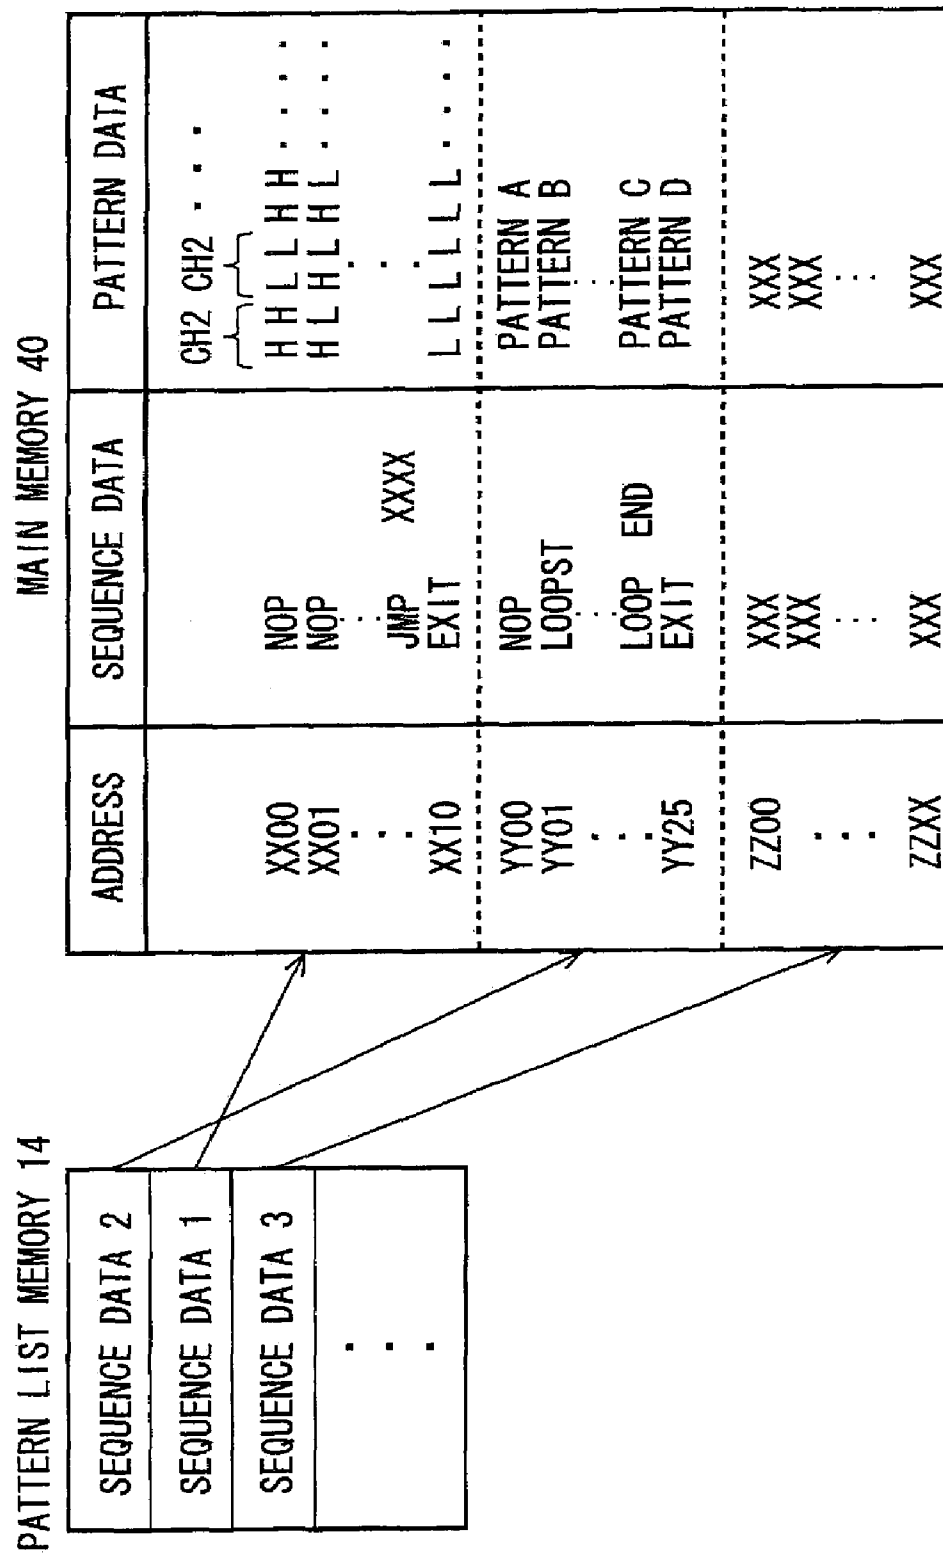 PATTERN LIST MEMORY 14
SEQUENCE DATA 2
SEQUENCE DATA 1
SEQUENCE DATA 3
. . .
MAIN MEMORY 40
ADDRESS SEQUENCE DATA PATTERN DATA
CH2 CH2 . . .
XX00 NOP H H L L H H . . . .
XX01 NOP H L H L H L . . . .
. . . . . . . . .
JMP XXXX
XX10 EXIT L L L L L L . . . .
YY00 NOP PATTERN A
YY01 LOOPST PATTERN B
. . . . . . . . .
LOOP END PATTERN C
YY25 EXIT PATTERN D
ZZ00 XXX XXX
XXX XXX
. . . . . . . . .
ZZXX XXX XXX